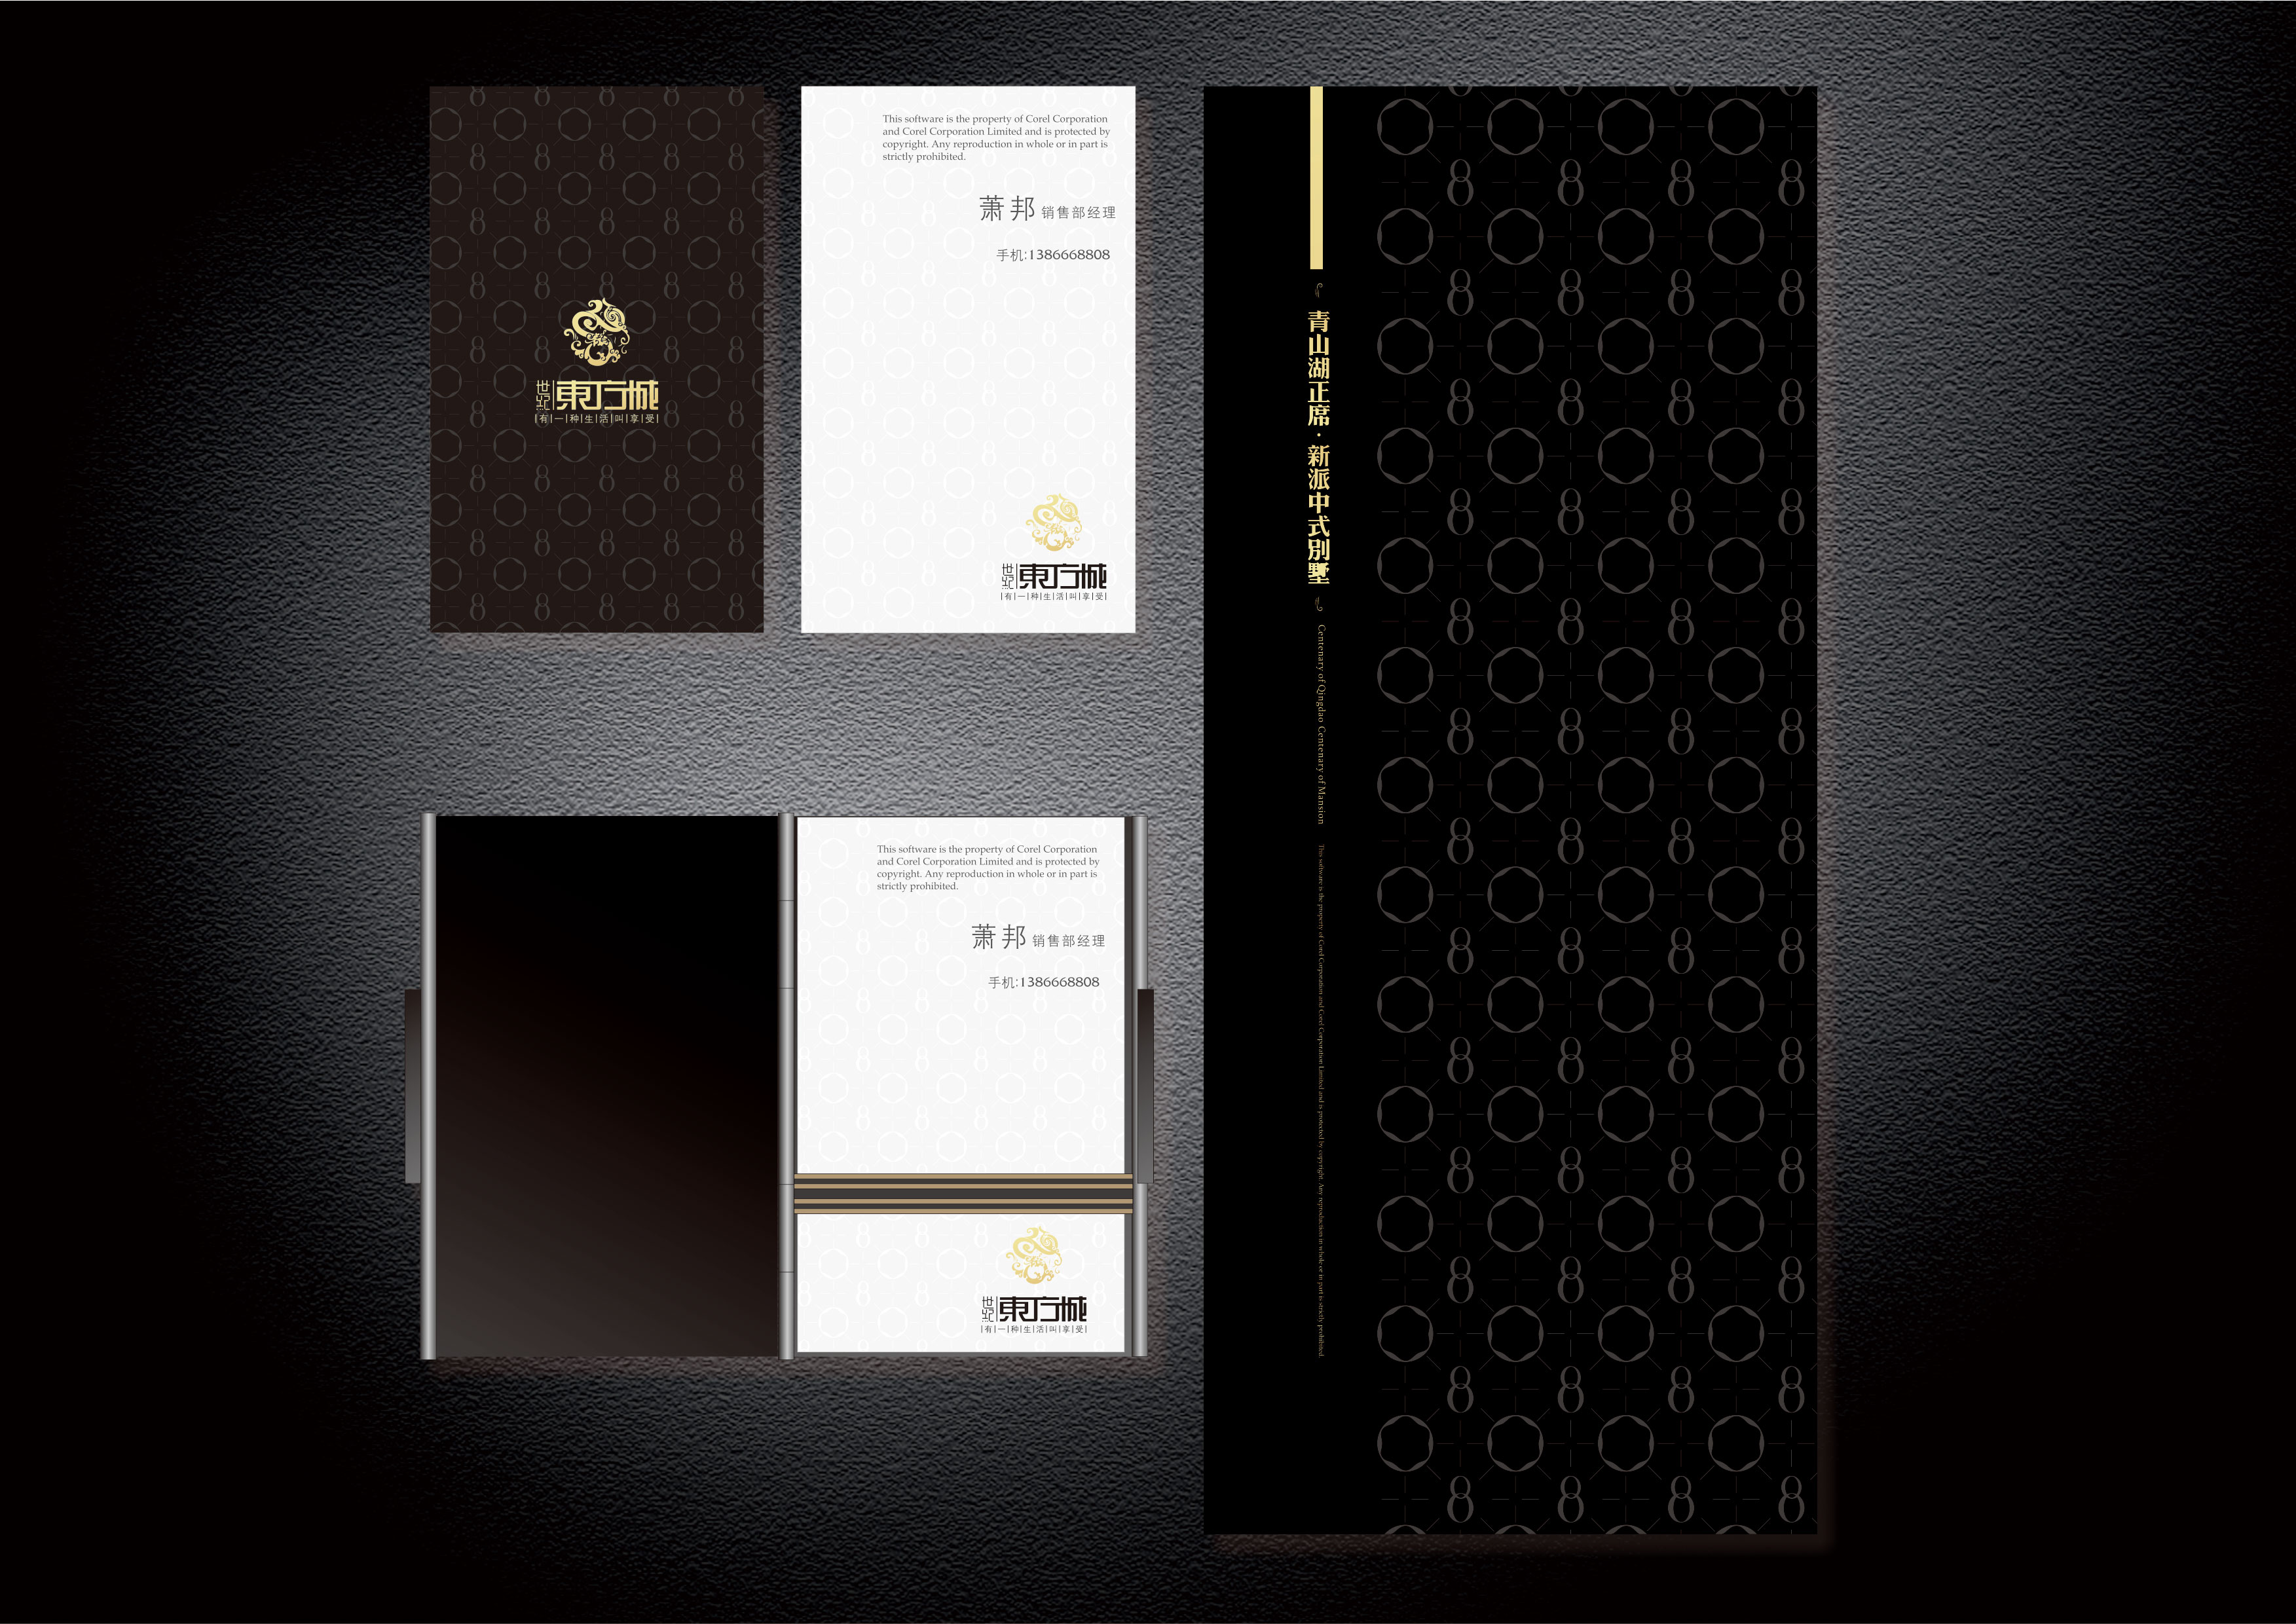 世纪
東方城
有一种生活叫享受
This software is the property of Corel Corporation
and Corel Corporation Limited and is protected by
copyright. Any reproduction in whole or in part is
strictly prohibited.
萧邦 销售部经理
手机:1386668808
世纪
東方城
有一种生活叫享受
This software is the property of Corel Corporation
and Corel Corporation Limited and is protected by
copyright. Any reproduction in whole or in part is
strictly prohibited.
萧邦 销售部经理
手机:1386668808
世纪
東方城
有一种生活叫享受
青山湖正席·新派中式別墅
Centenary of Qingdao Centenary of Mansion
This software is the property of Corel Corporation and Corel Corporation Limited and is protected by copyright. Any reproduction in whole or in part is strictly prohibited.